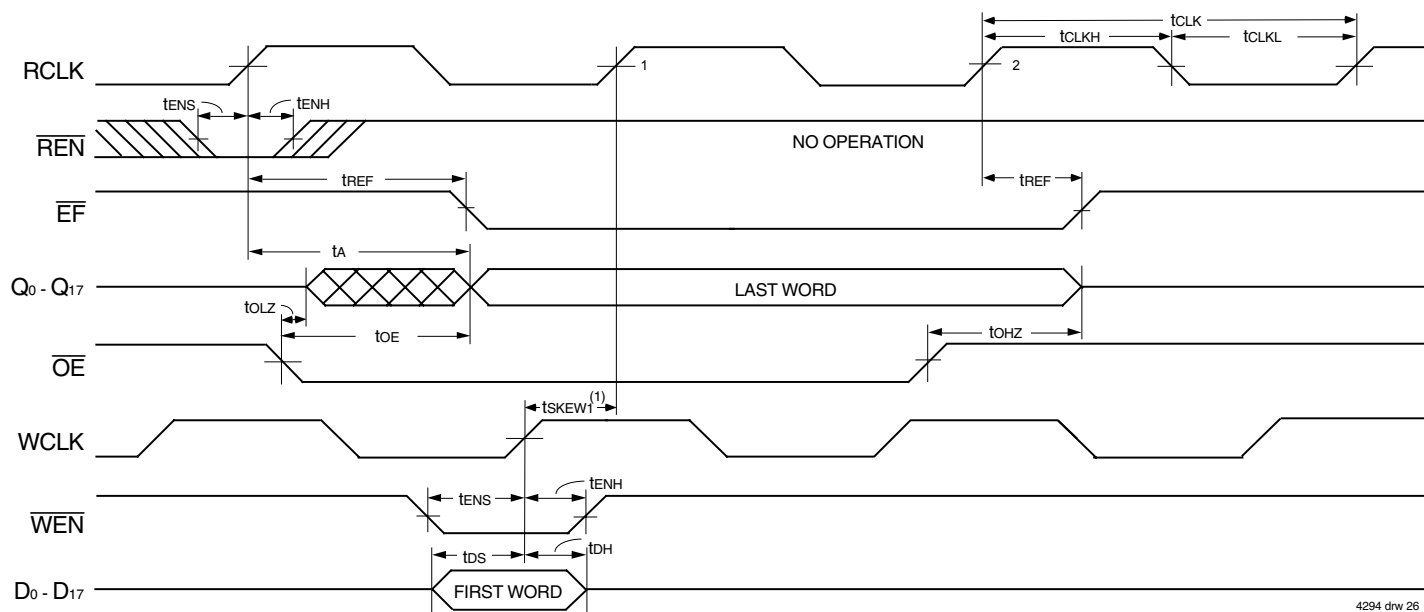 tCLK
tCLKH
tCLKL
RCLK
1
2
tENS
tENH
REN
NO OPERATION
tREF
tREF
EF
tA
Q0 - Q17
LAST WORD
tOLZ
tOE
tOHZ
OE
tSKEW1(1)
WCLK
tENS
tENH
WEN
tDS
tDH
D0 - D17
FIRST WORD
4294 drw 26